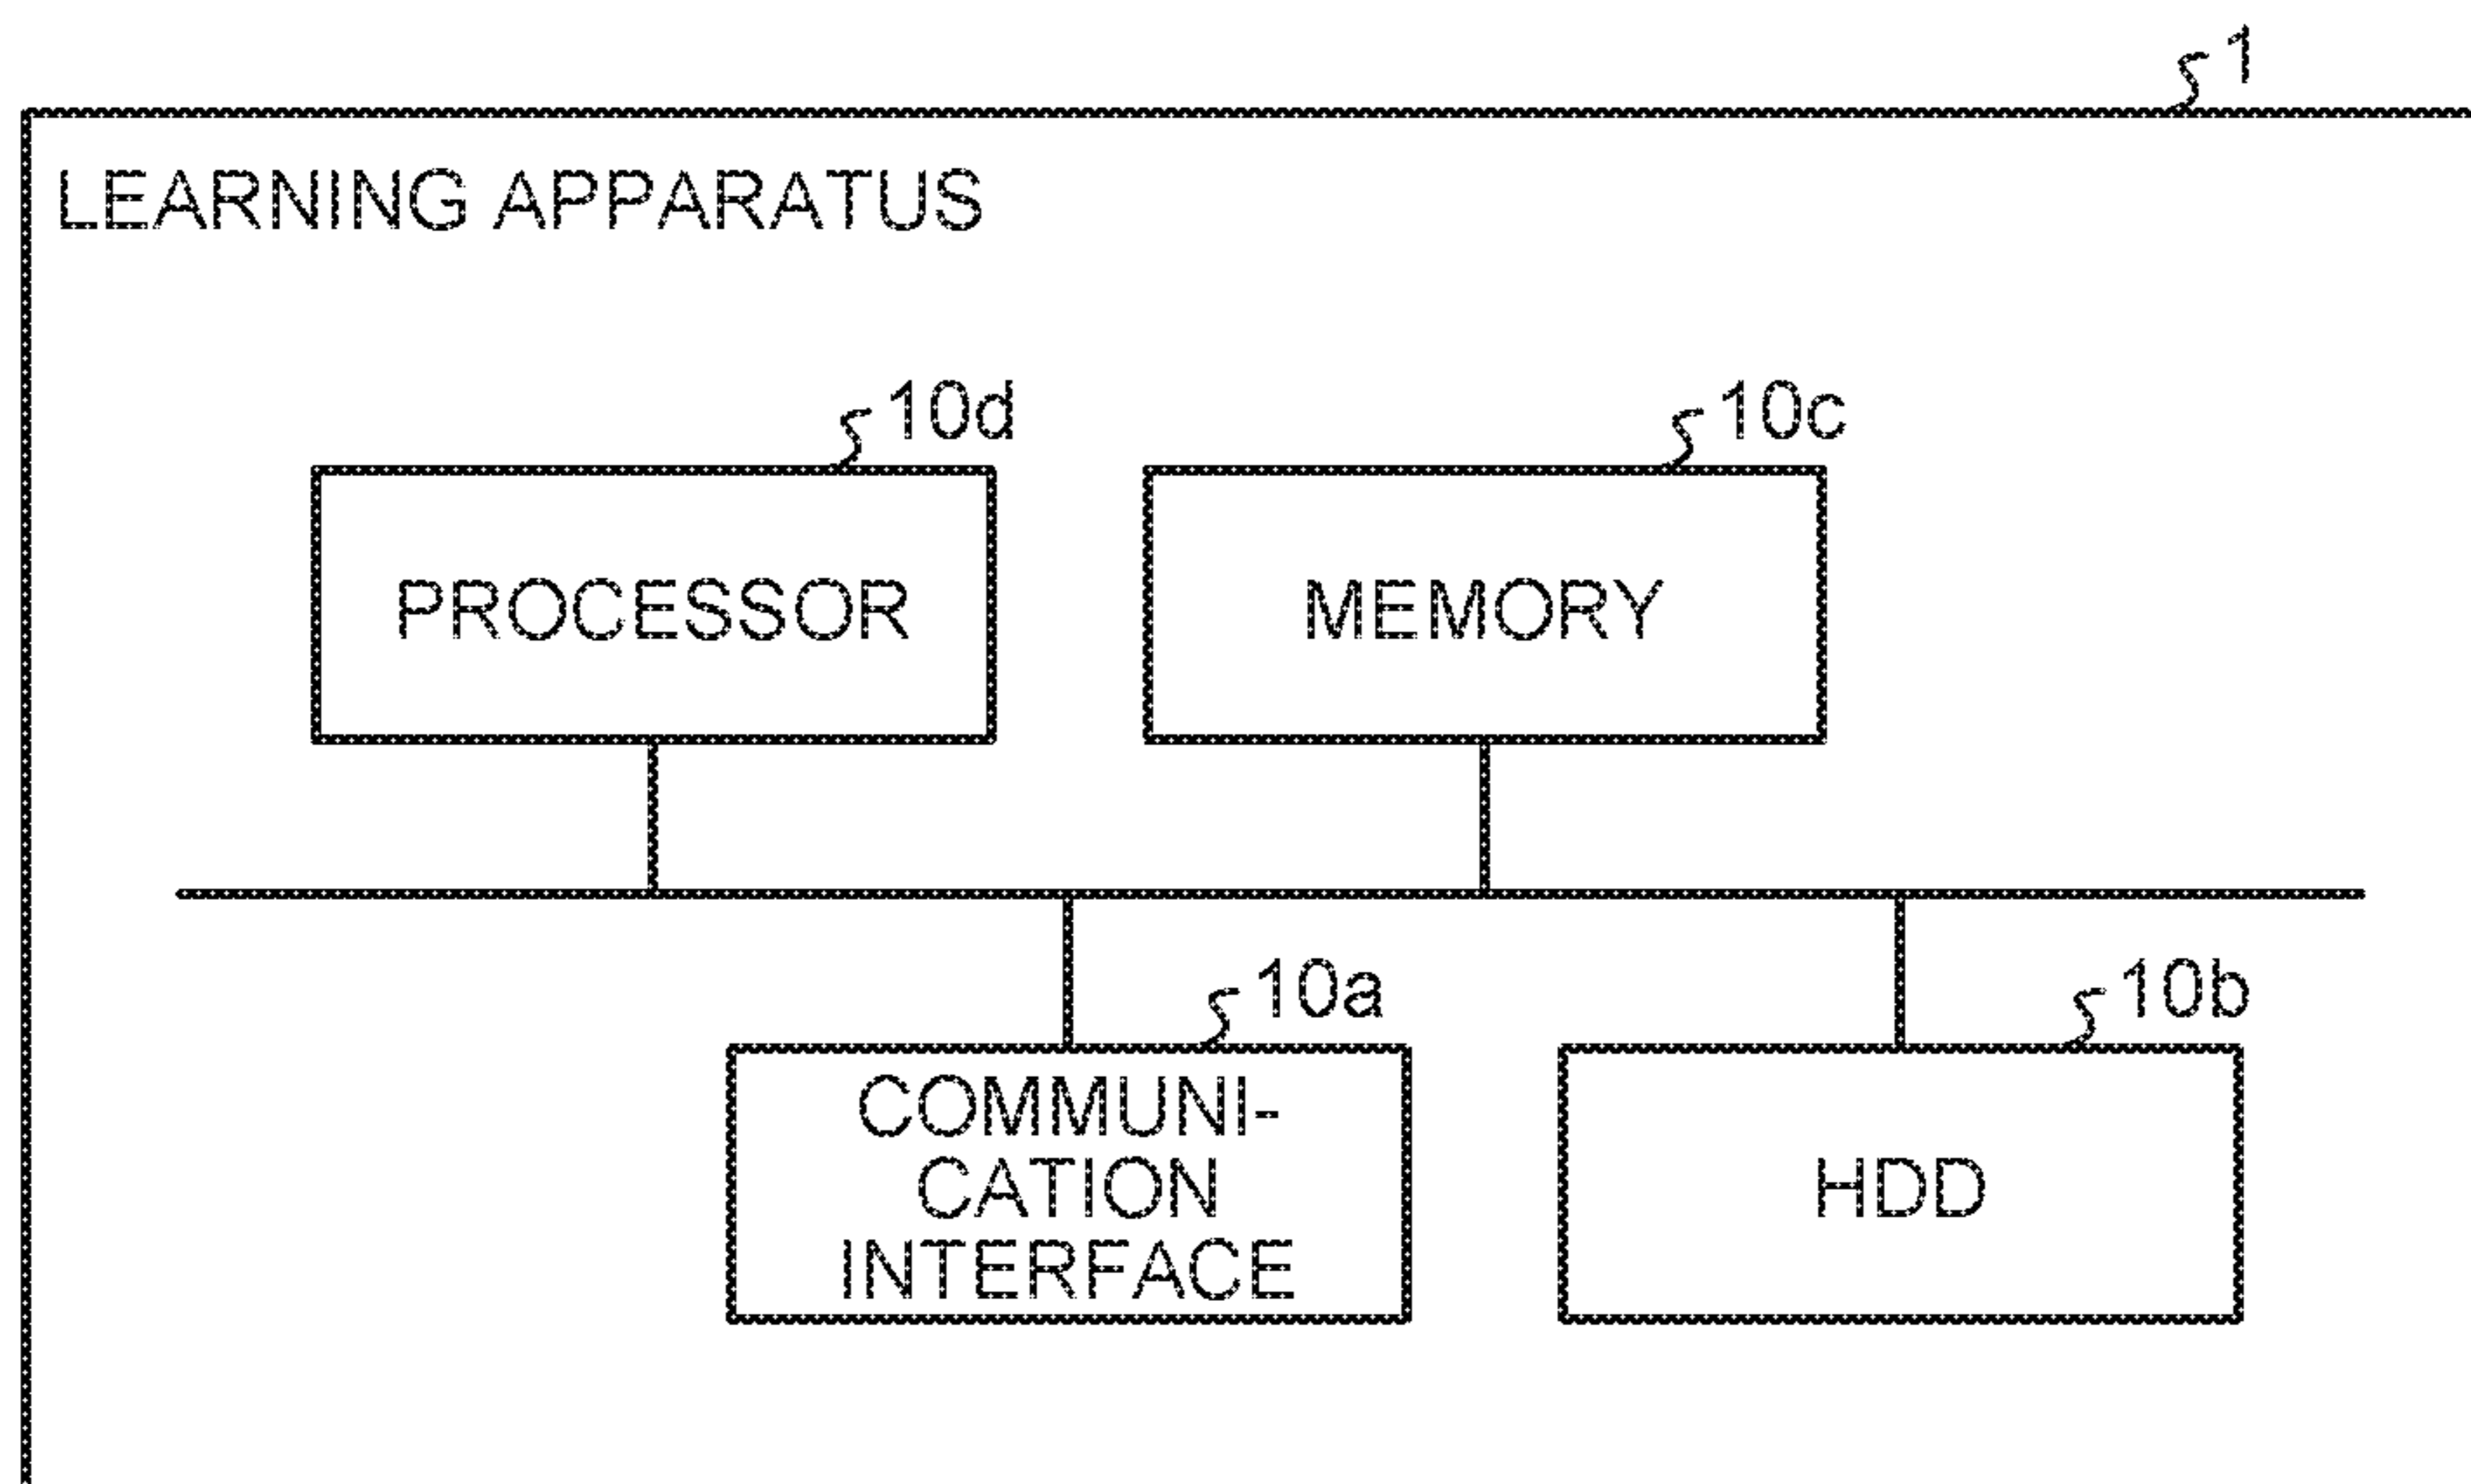 1
LEARNING APPARATUS
10d
10c
PROCESSOR
MEMORY
10a
10b
COMMUNI-
CATION
INTERFACE
HDD